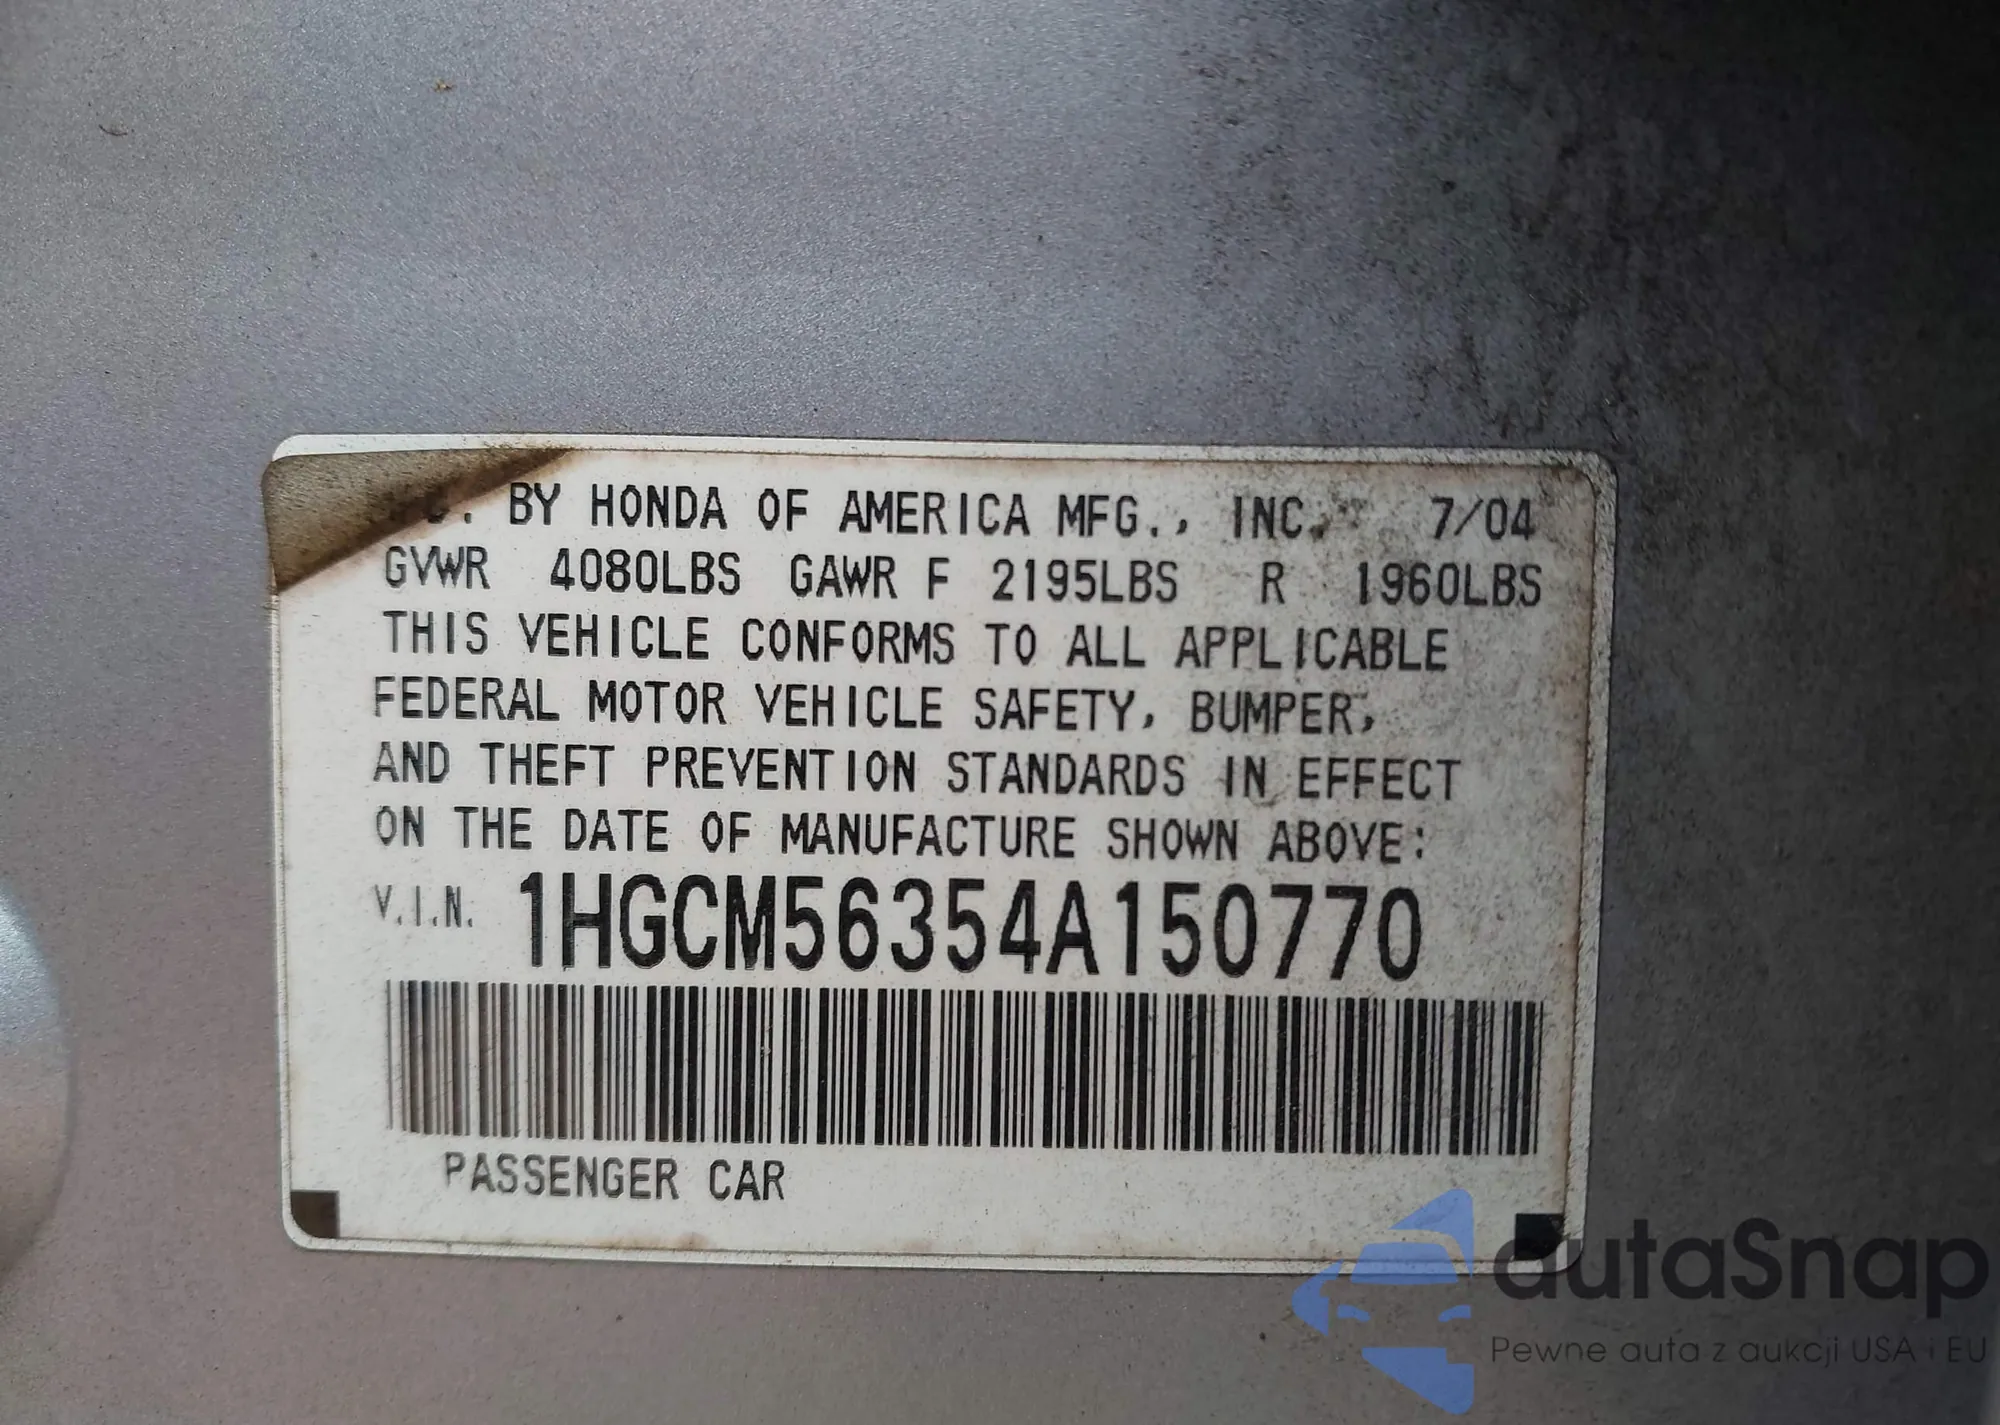 BY HONDA OF AMERICA MFG., INC. 7/04
GVWR 4080LBS GAWR F 2195LBS R 1960LBS
THIS VEHICLE CONFORMS TO ALL APPLICABLE
FEDERAL MOTOR VEHICLE SAFETY, BUMPER,
AND THEFT PREVENTION STANDARDS IN EFFECT
ON THE DATE OF MANUFACTURE SHOWN ABOVE:
V.I.N. 1HGCM56354A150770
PASSENGER CAR
autaSnap
Pewne auta z aukcji USA i EU